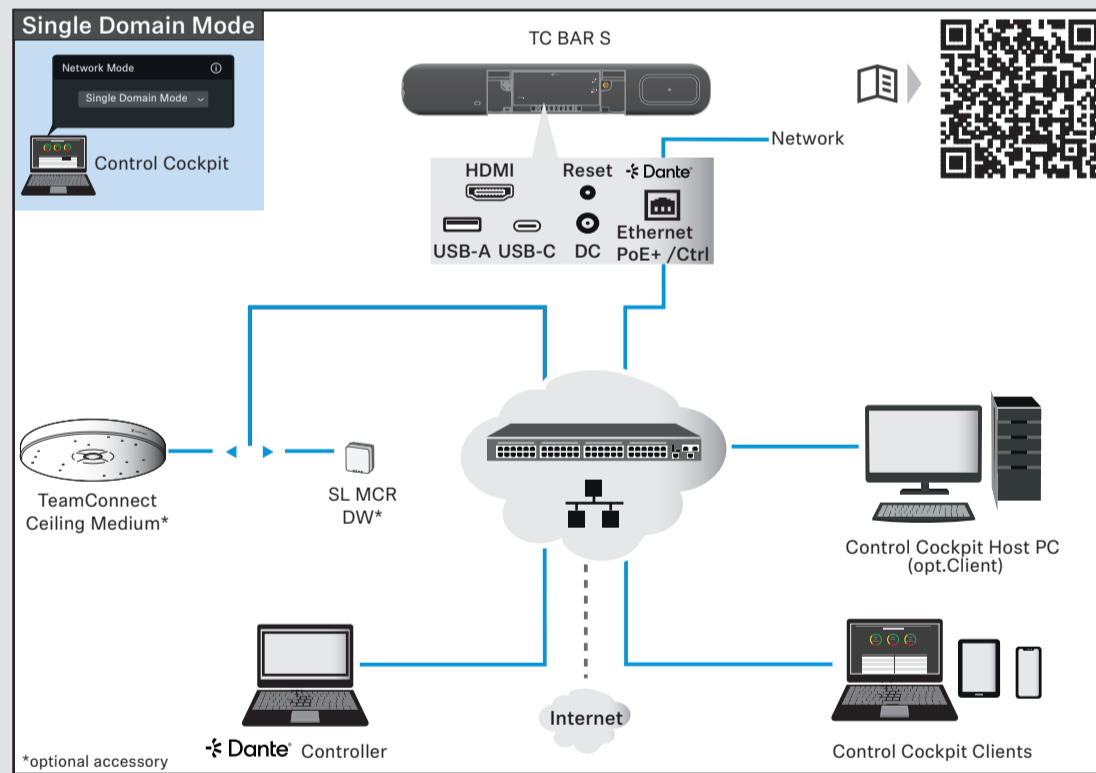 Single Domain Mode
Network Mode
Single Domain Mode
Control Cockpit
TC BAR S
Network
HDMI
Reset
Dante®
USB-A
USB-C
DC
Ethernet
PoE+ /Ctrl
TeamConnect
Ceiling Medium*
SL MCR
DW*
Control Cockpit Host PC
(opt.Client)
Internet
Dante® Controller
Control Cockpit Clients
*optional accessory